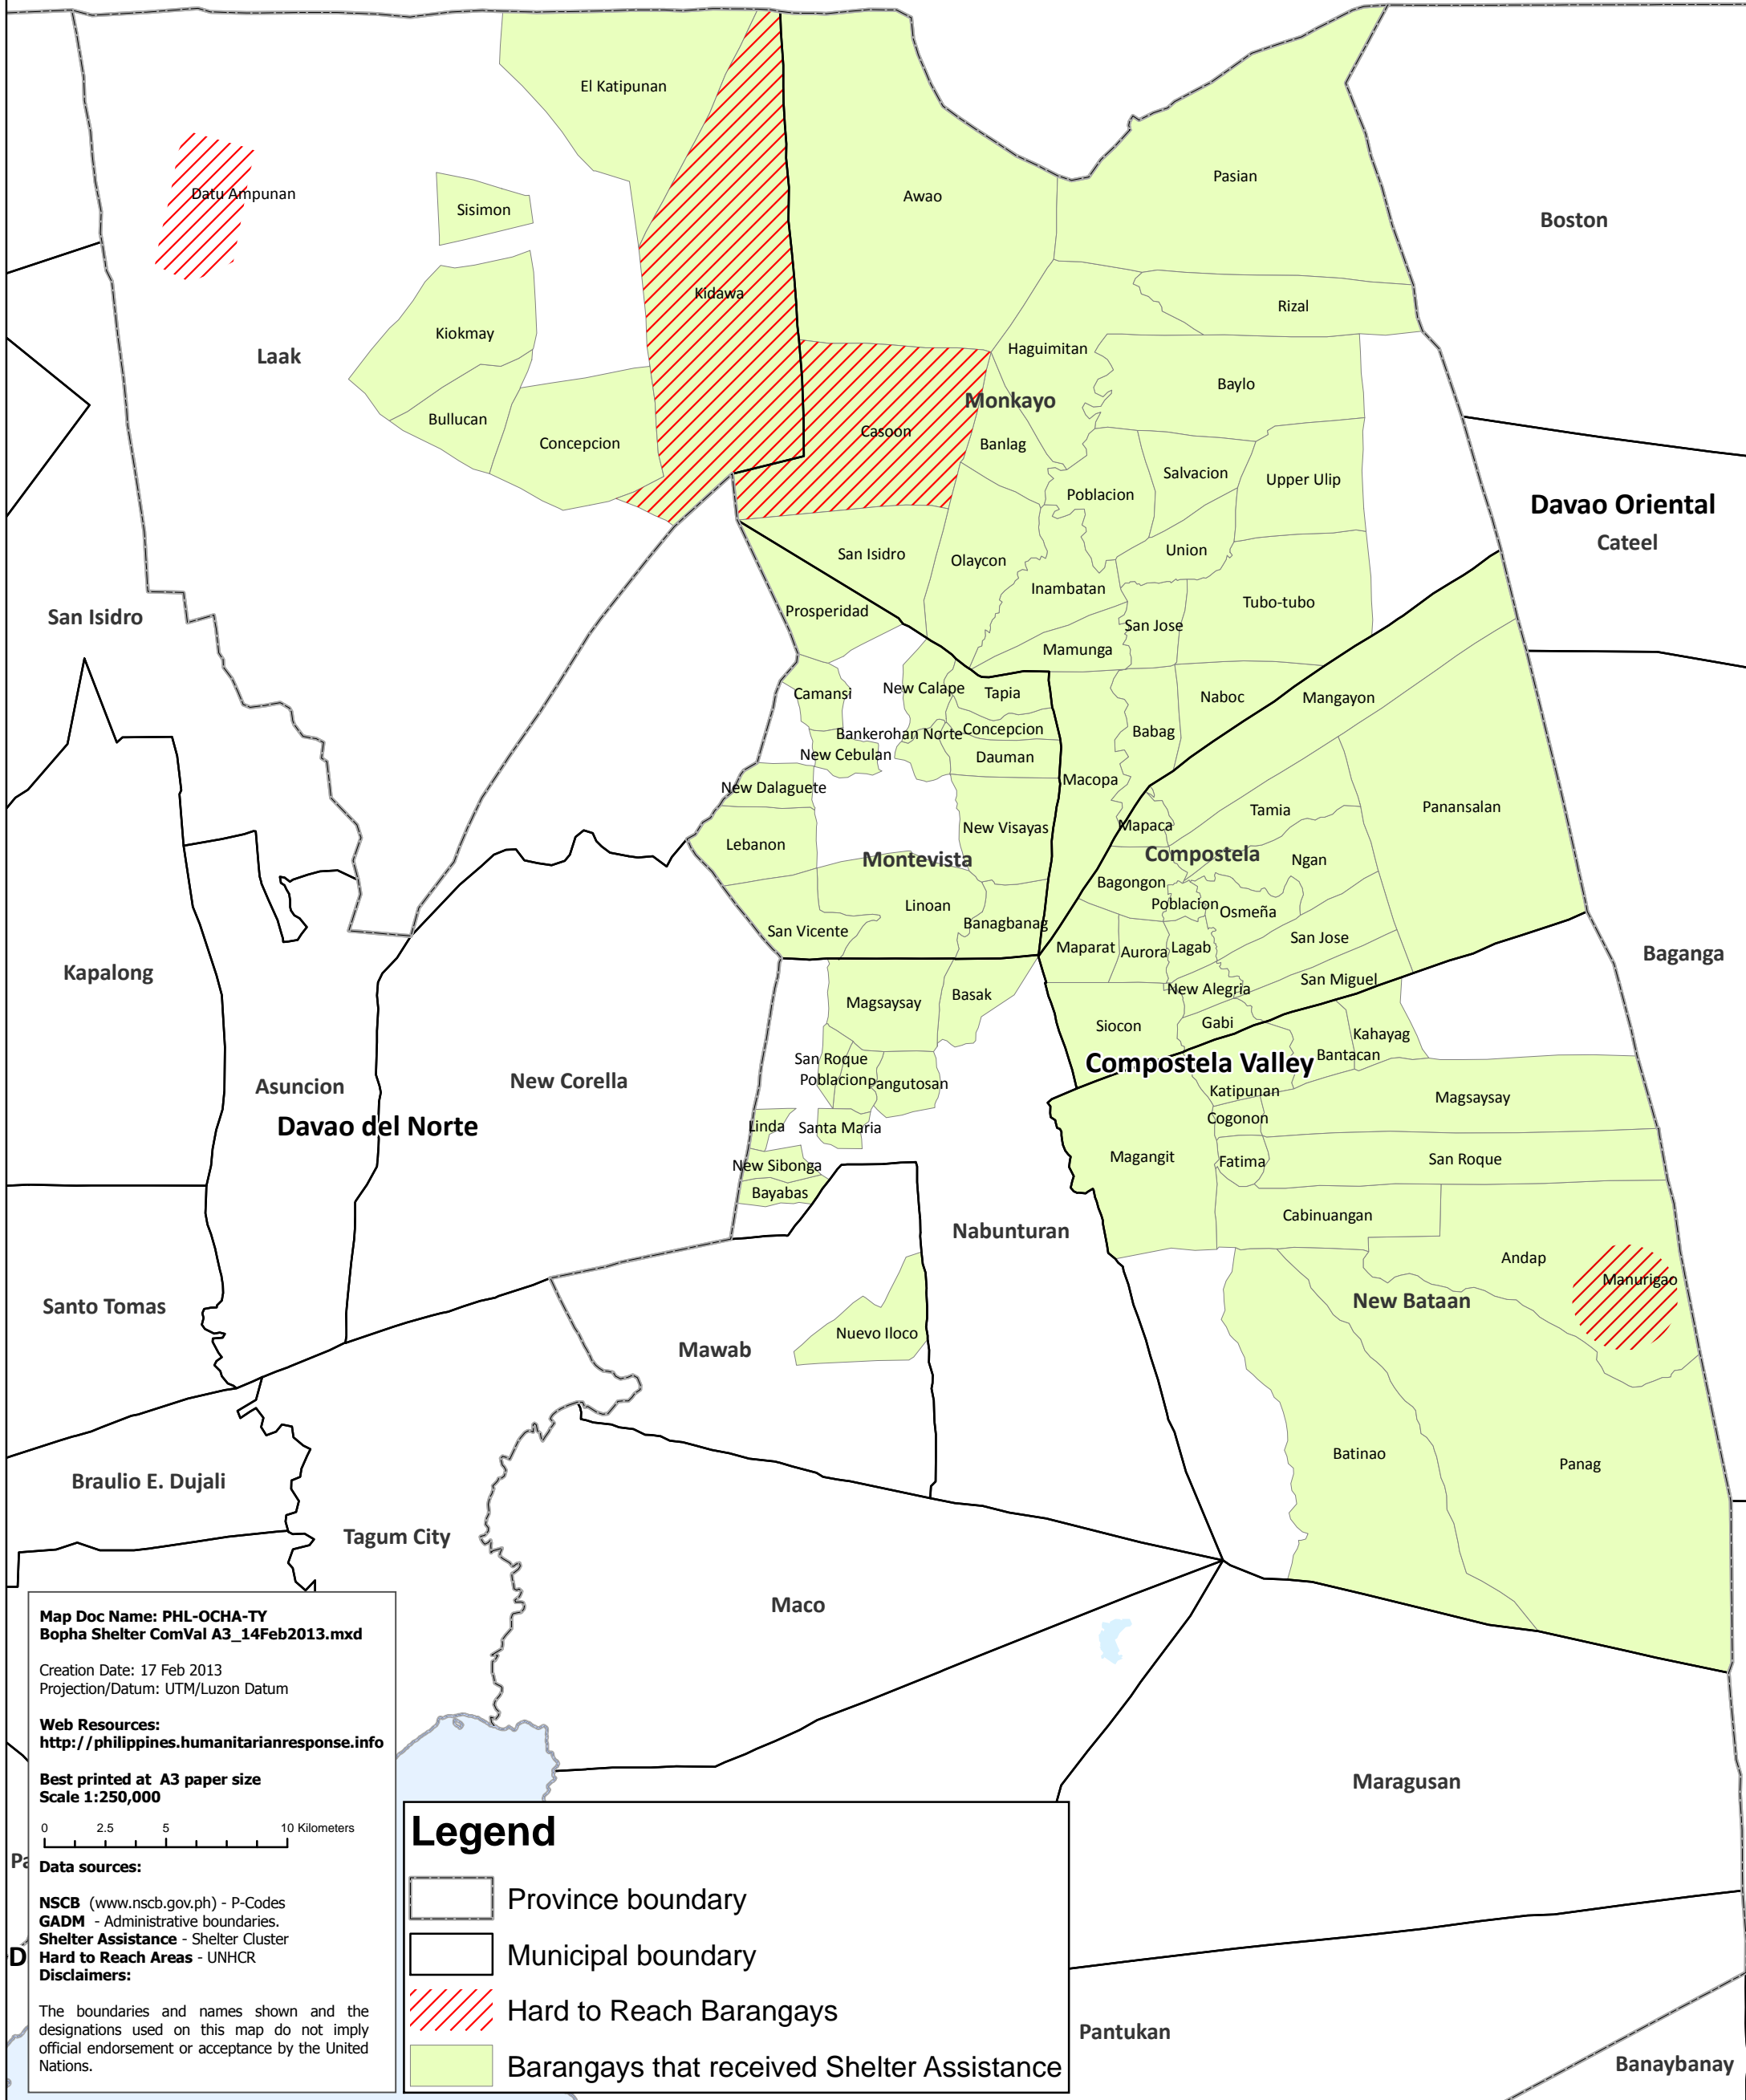 El Katipunan
Datu Ampunan
Sisimon
Awao
Pasian
Boston
Kidawa
Rizal
Kiokmay
Laak
Haguimitan
Baylo
Monkayo
Bullucan
Concepcion
Casoon
Banlag
Salvacion
Upper Ulip
Poblacion
Davao Oriental
Cateel
San Isidro
Olaycon
Union
Inambatan
Tubo-tubo
San Isidro
Prosperidad
San Jose
Mamunga
Camansi
New Calape
Tapia
Naboc
Mangayon
Bankerohan Norte
Concepcion
Babag
New Cebulan
Dauman
New Dalaguete
Macopa
Panansalan
Tamia
Mapaca
New Visayas
Lebanon
Montevista
Compostela
Ngan
Bagongon
Linoan
Poblacion
Osmeña
Banagbanag
San Vicente
San Jose
Maparat
Aurora
Lagab
Baganga
Kapalong
San Miguel
New Alegria
Magsaysay
Basak
Siocon
Gabi
Kahayag
San Roque
Bantacan
Compostela Valley
Asuncion
New Corella
Poblacion
Pangutosan
Katipunan
Magsaysay
Cogonon
Davao del Norte
Linda
Santa Maria
Magangit
Fatima
San Roque
New Sibonga
Bayabas
Cabinuangan
Nabunturan
Andap
Manurigao
New Bataan
Santo Tomas
Nuevo Iloco
Mawab
Batinao
Panag
Braulio E. Dujali
Tagum City
Maco
Map Doc Name: PHL-OCHA-TY
Bopha Shelter ComVal A3_14Feb2013.mxd
Creation Date: 17 Feb 2013
Projection/Datum: UTM/Luzon Datum
Web Resources:
http://philippines.humanitarianresponse.info
Best printed at A3 paper size
Scale 1:250,000
0 2.5 5 10 Kilometers
Data sources:
NSCB (www.nscb.gov.ph) - P-Codes
GADM - Administrative boundaries.
Shelter Assistance - Shelter Cluster
Hard to Reach Areas - UNHCR
Disclaimers:
The boundaries and names shown and the
designations used on this map do not imply
official endorsement or acceptance by the United
Nations.
Maragusan
Legend
Province boundary
Municipal boundary
Hard to Reach Barangays
Barangays that received Shelter Assistance
Pantukan
Banaybanay